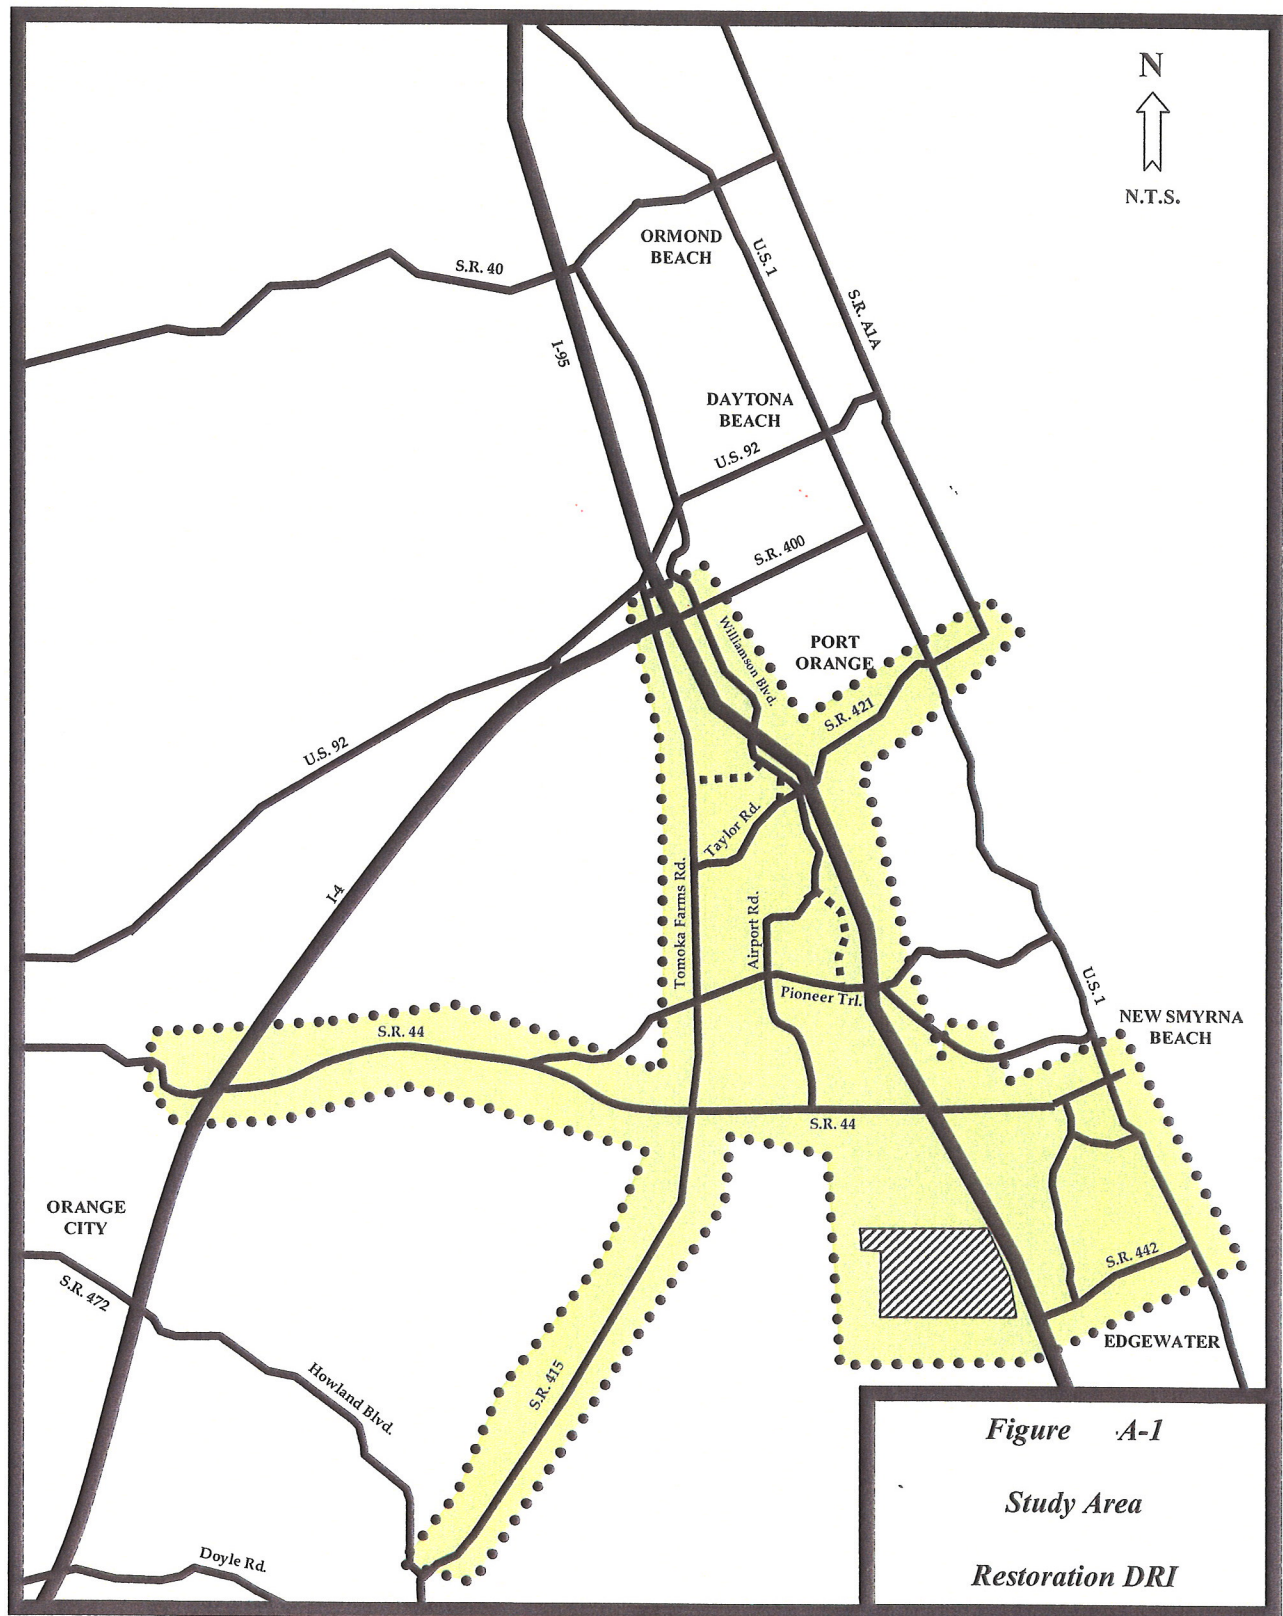 N
N.T.S.
ORMOND
BEACH
U.S. 1
S.R. 40
S.R. A1A
I-95
DAYTONA
BEACH
U.S. 92
S.R. 400
Williamson Blvd.
PORT
ORANGE
S.R. 421
U.S. 92
Taylor Rd.
I-4
Tomoka Farms Rd.
Airport Rd.
Pioneer Trl.
U.S. 1
NEW SMYRNA
BEACH
S.R. 44
S.R. 44
ORANGE
CITY
S.R. 442
S.R. 472
EDGEWATER
Howland Blvd.
S.R. 415
Doyle Rd.
Figure A-1
Study Area
Restoration DRI